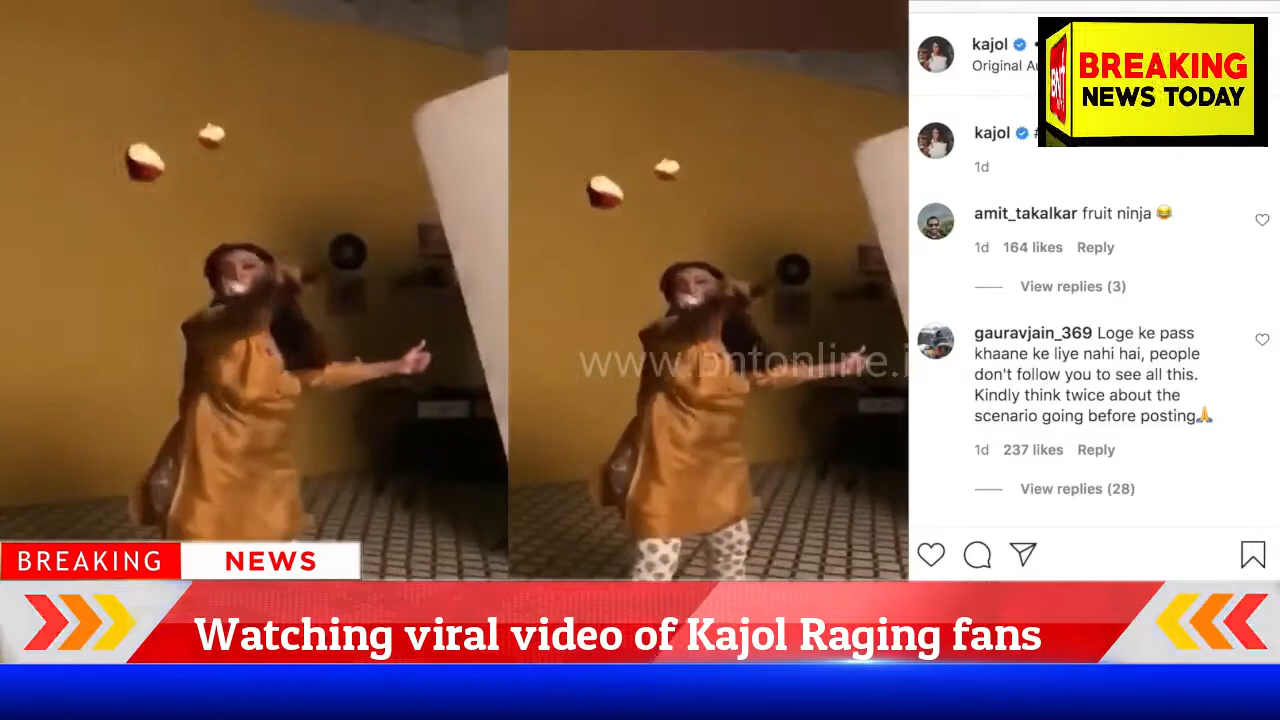 kajol
Original Au
BNT
BREAKING
NEWS TODAY
kajol #
1d
amit_takalkar fruit ninja 😂
1d 164 likes Reply
View replies (3)
gauravjain_369 Loge ke pass
khaane ke liye nahi hai, people
don't follow you to see all this.
Kindly think twice about the
scenario going before posting🙏
1d 237 likes Reply
View replies (28)
www.bntonline.i
BREAKING NEWS
Watching viral video of Kajol Raging fans